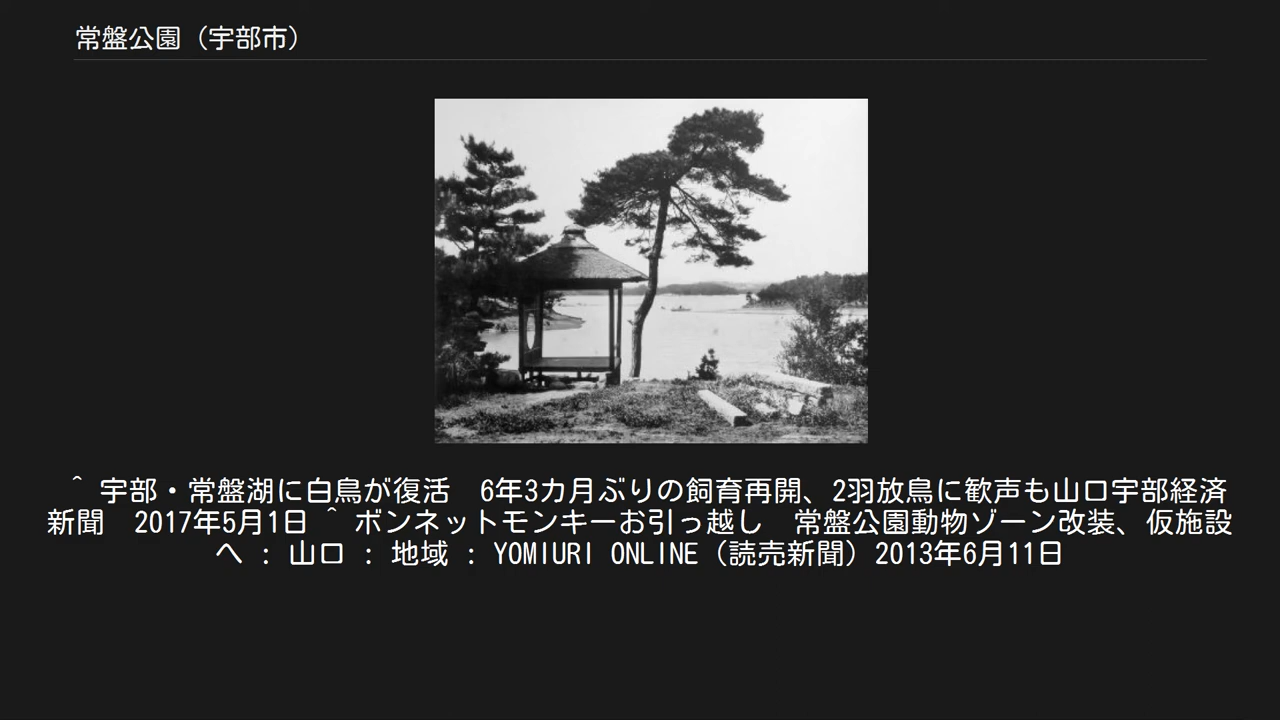 常盤公園（宇部市）
^ 宇部・常盤湖に白鳥が復活　6年3カ月ぶりの飼育再開、2羽放鳥に歓声も山口宇部経済
新聞　2017年5月1日 ^ ボンネットモンキーお引っ越し　常盤公園動物ゾーン改装、仮施設
へ : 山口 : 地域 : YOMIURI ONLINE（読売新聞）2013年6月11日